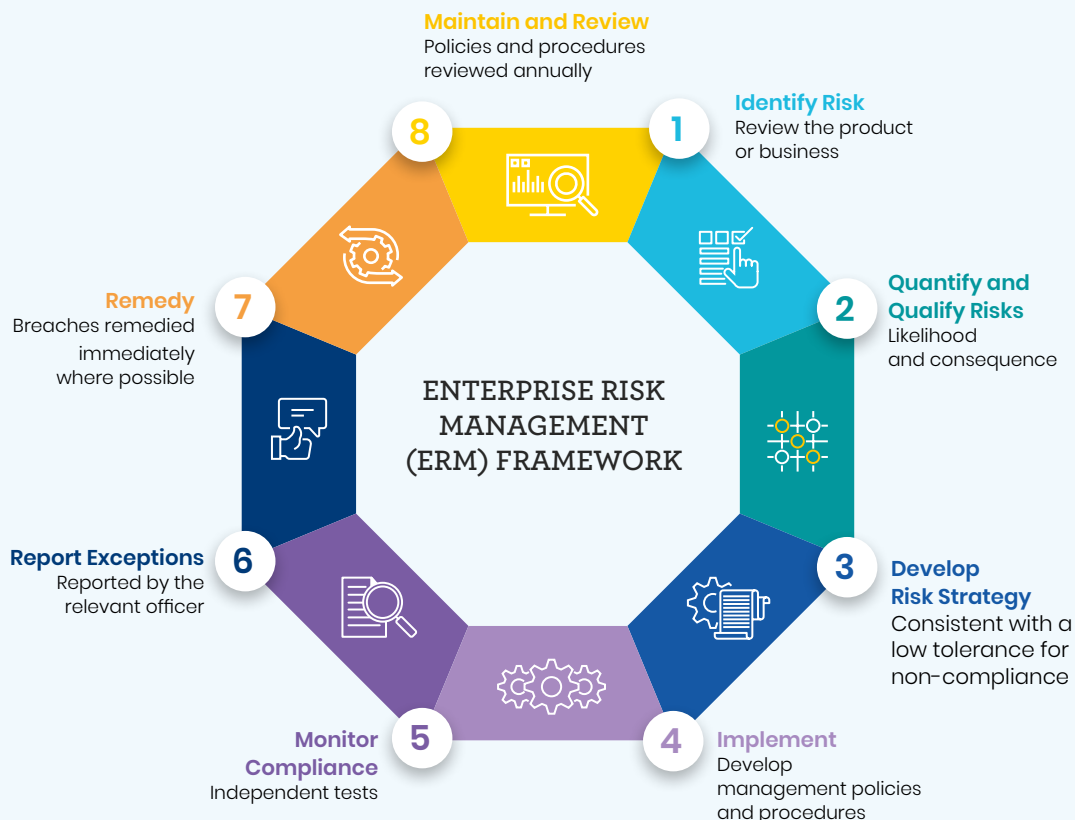 Maintain and Review
Policies and procedures
reviewed annually
8
1
Identify Risk
Review the product
or business
2
Quantify and
Qualify Risks
Likelihood
and consequence
3
Develop
Risk Strategy
Consistent with a
low tolerance for
non-compliance
4
Implement
Develop
management policies
and procedures
5
Monitor
Compliance
Independent tests
6
Report Exceptions
Reported by the
relevant officer
7
Remedy
Breaches remedied
immediately
where possible
ENTERPRISE RISK
MANAGEMENT
(ERM) FRAMEWORK